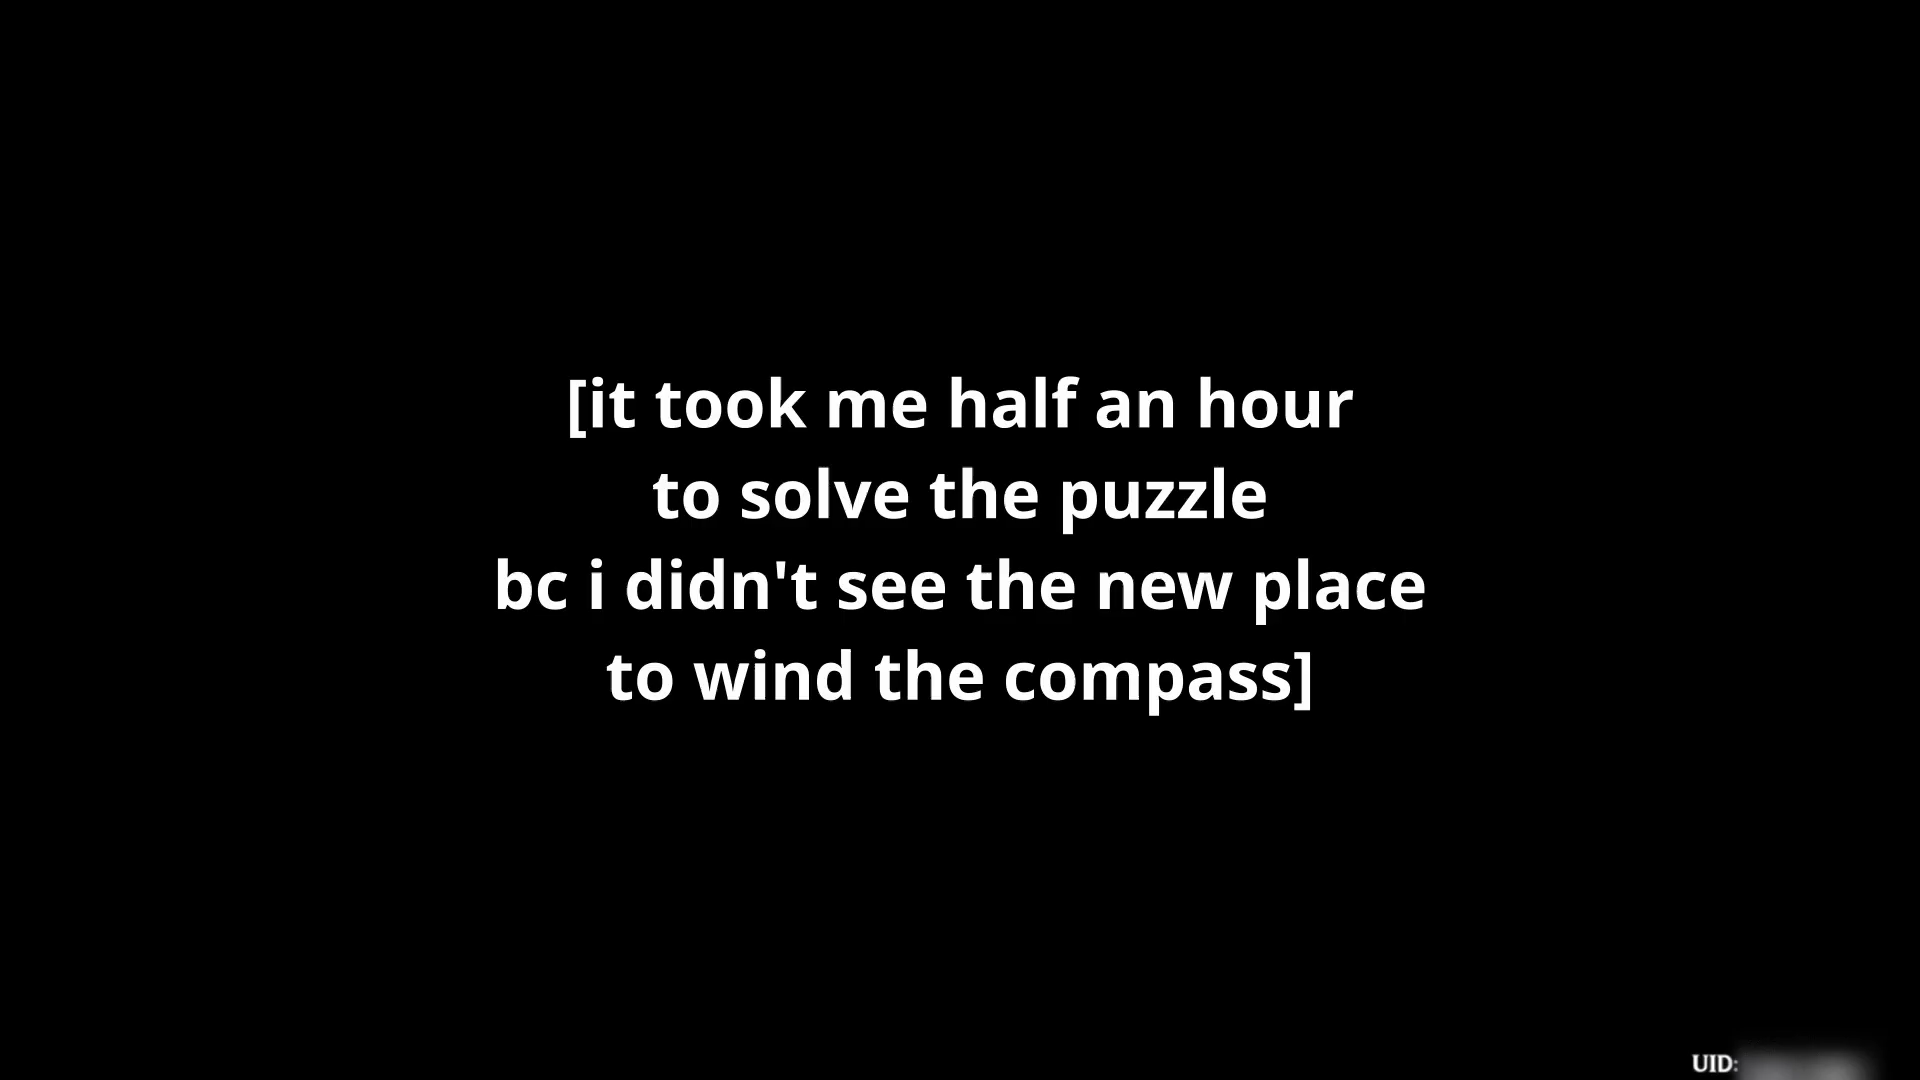 [it took me half an hour
to solve the puzzle
bc i didn't see the new place
to wind the compass]
UID: